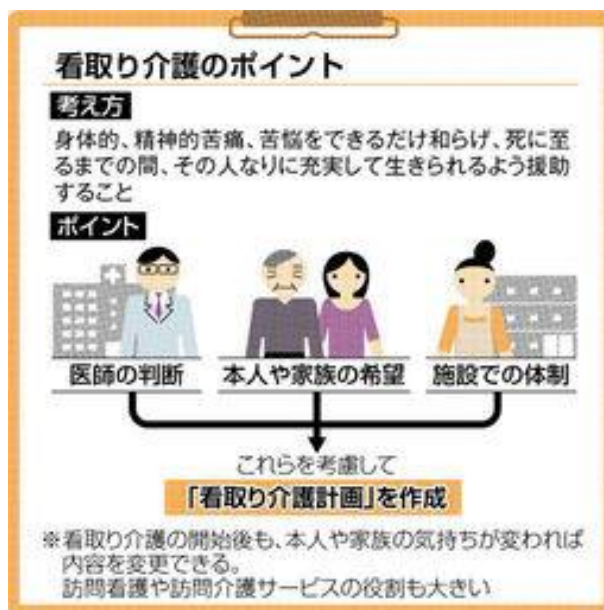 看取り介護のポイント
考え方
身体的、精神的苦痛、苦悩をできるだけ和らげ、死に至
るまでの間、その人なりに充実して生きられるよう援助
すること
ポイント
医師の判断
本人や家族の希望
施設での体制
これらを考慮して
「看取り介護計画」を作成
※看取り介護の開始後も、本人や家族の気持ちが変われば
内容を変更できる。
訪問看護や訪問介護サービスの役割も大きい